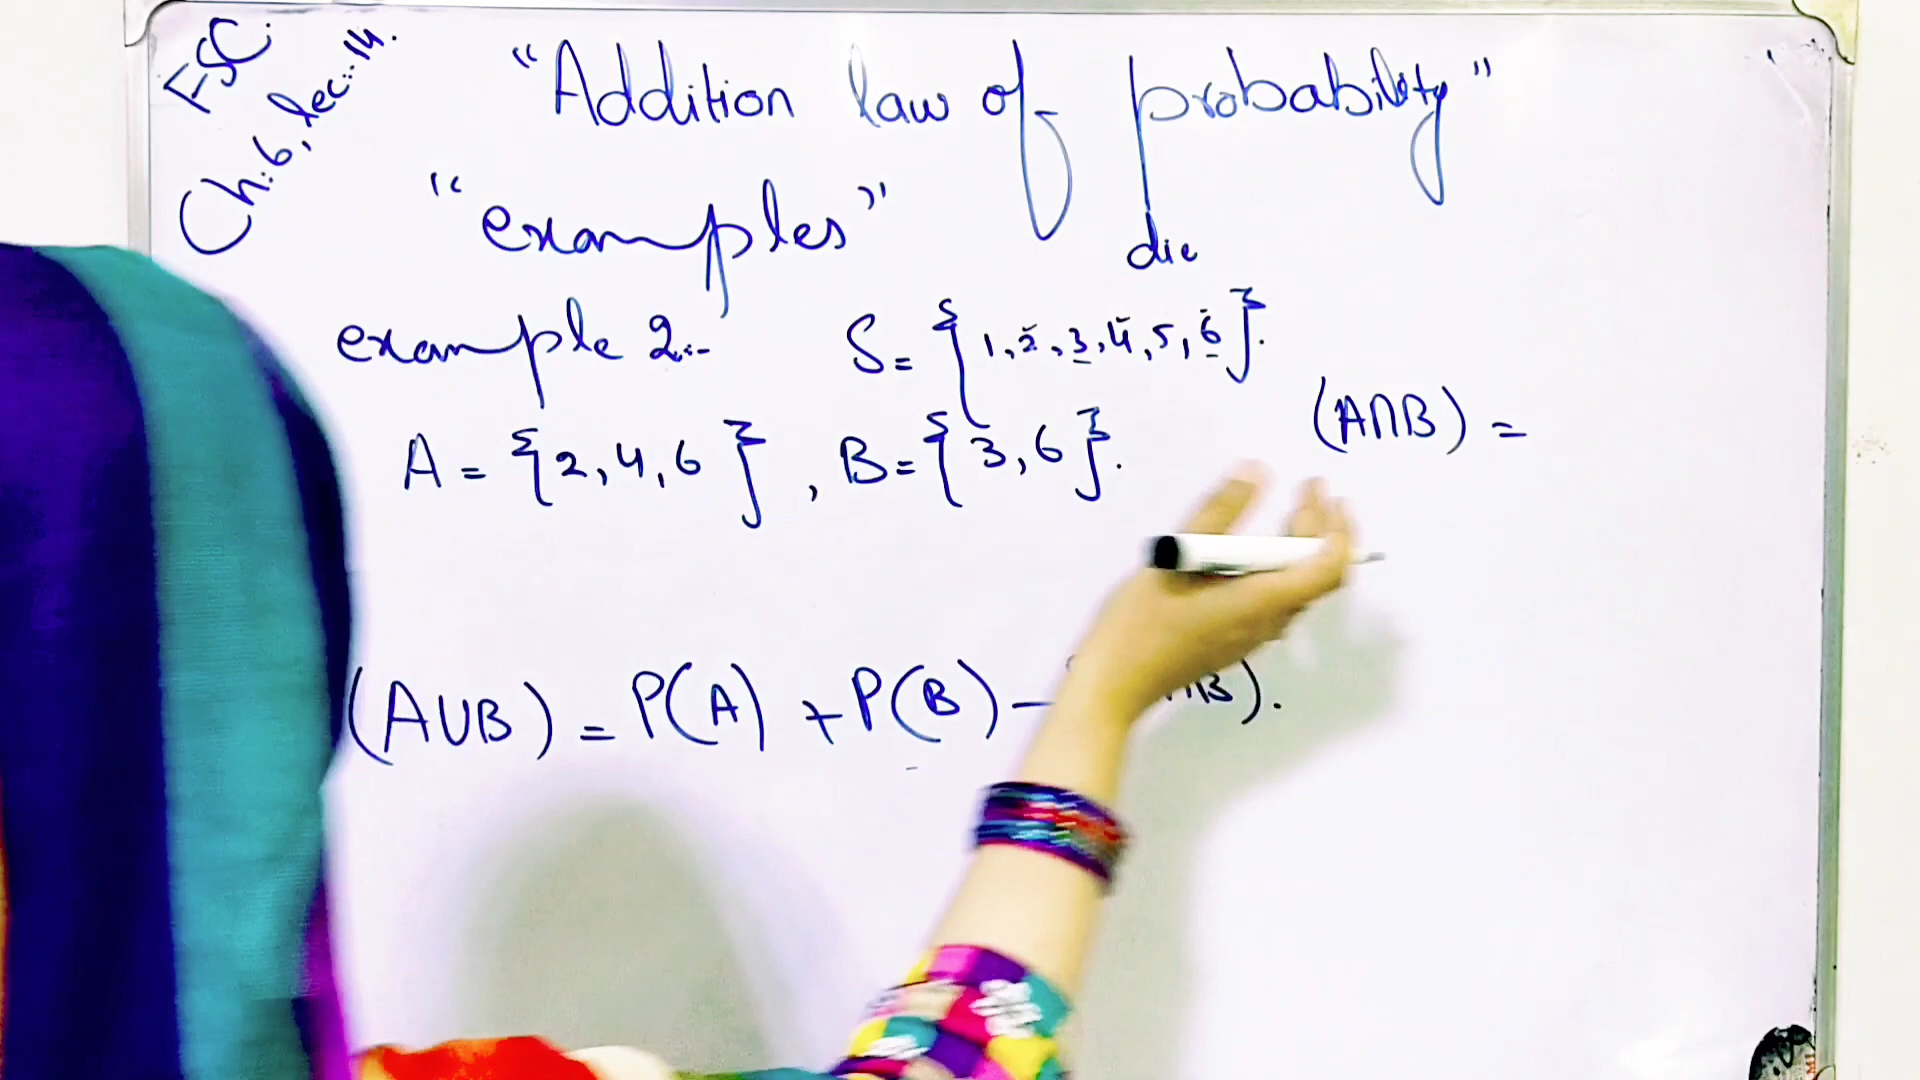 FSC.
Ch:6, lec:-14.
"Addition law of probability"
"examples"
die
example 2:- S = {1,2,3,4,5,6}.
A = {2,4,6}, B = {3,6}. (A∩B) =
(A∪B) = P(A) + P(B) - ∩B).